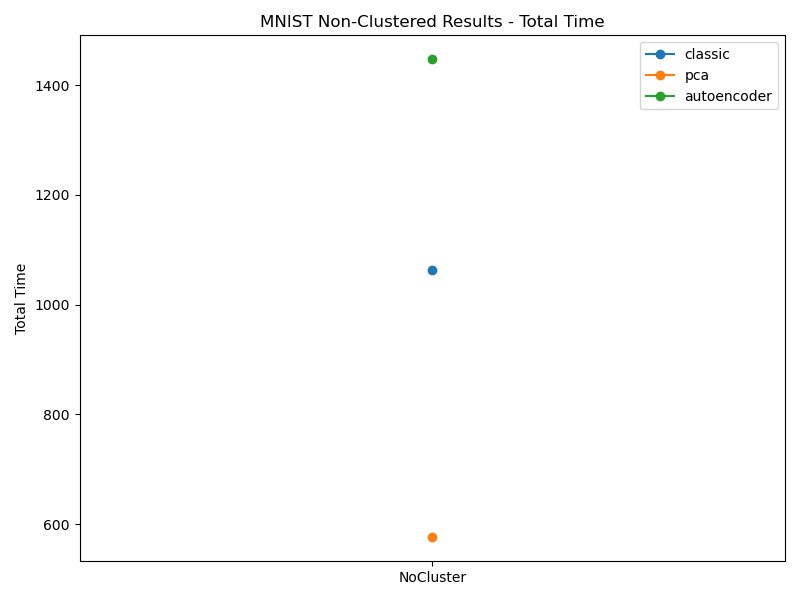 MNIST Non-Clustered Results - Total Time
classic
pca
autoencoder
Total Time
1400
1200
1000
800
600
NoCluster